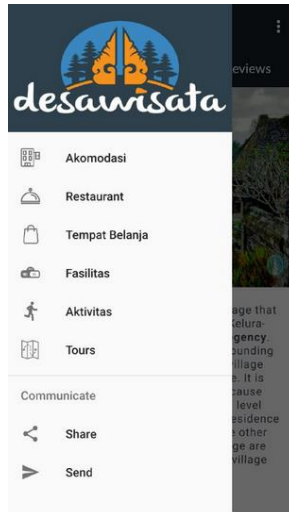 desawisata
eviews
Akomodasi
Restaurant
Tempat Belanja
Fasilitas
Aktivitas
Tours
Communicate
Share
Send
age that
Kelura-
gency.
ounding
village
e. It is
cause
level
esidence
e other
ge are
village